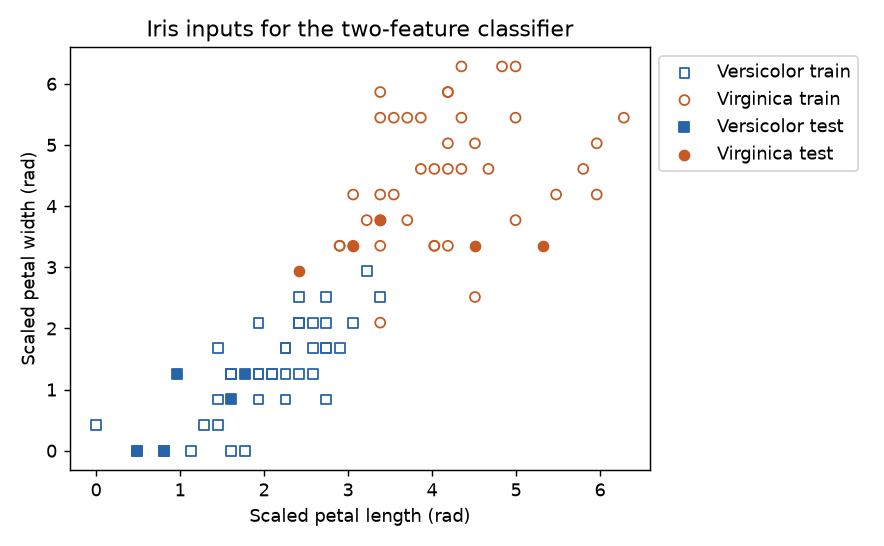 Iris inputs for the two-feature classifier
Versicolor train
Virginica train
Versicolor test
Virginica test
Scaled petal width (rad)
6
5
4
3
2
1
0
0 1 2 3 4 5 6
Scaled petal length (rad)